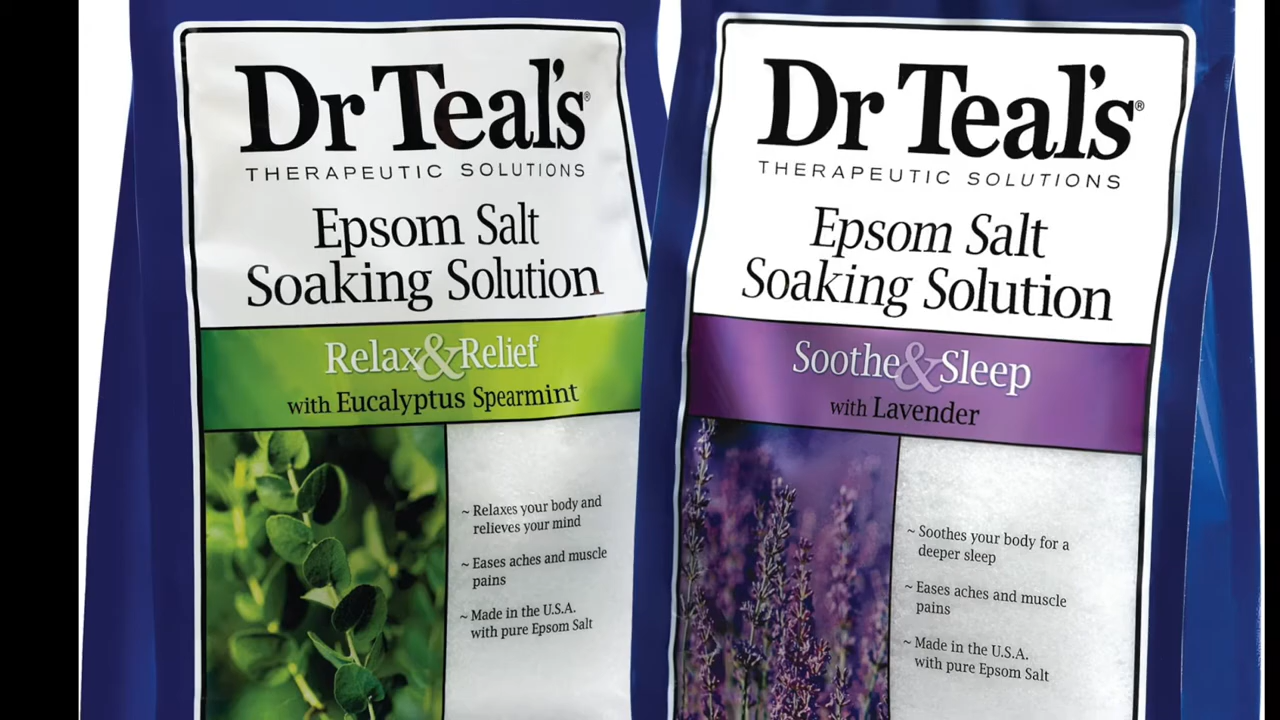 Dr Teal's®
THERAPEUTIC SOLUTIONS
Epsom Salt
Soaking Solution
Relax&Relief
with Eucalyptus Spearmint
~ Relaxes your body and
relieves your mind
~ Eases aches and muscle
pains
~ Made in the U.S.A.
with pure Epsom Salt
Dr Teal's®
THERAPEUTIC SOLUTIONS
Epsom Salt
Soaking Solution
Soothe&Sleep
with Lavender
~ Soothes your body for a
deeper sleep
~ Eases aches and muscle
pains
~ Made in the U.S.A.
with pure Epsom Salt